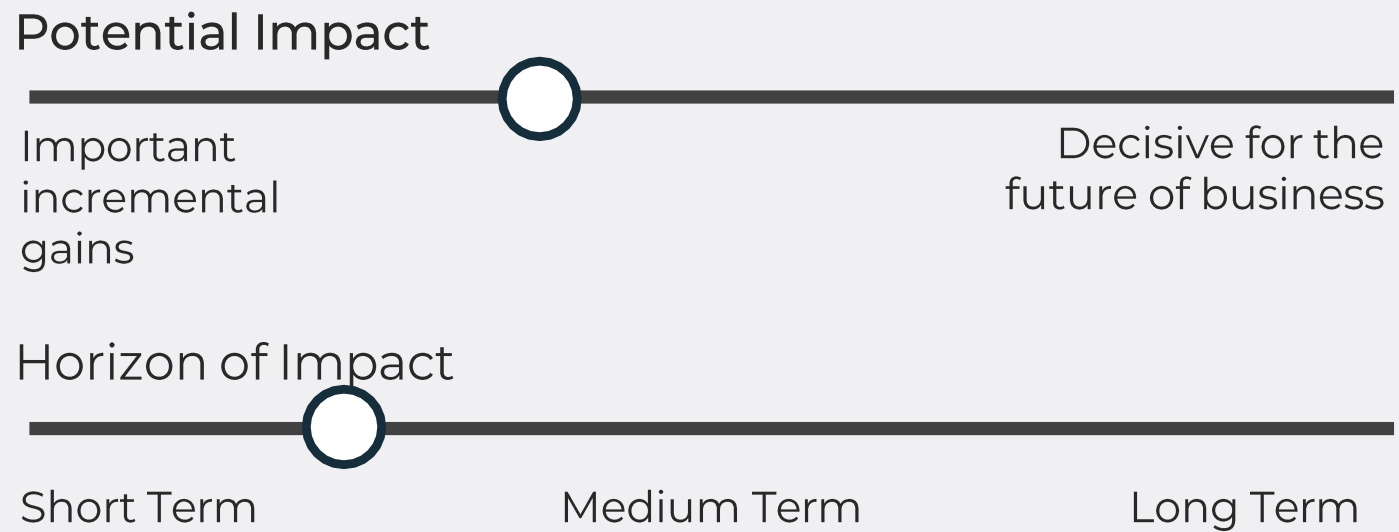 Potential Impact
Important
incremental
gains
Decisive for the
future of business
Horizon of Impact
Short Term
Medium Term
Long Term